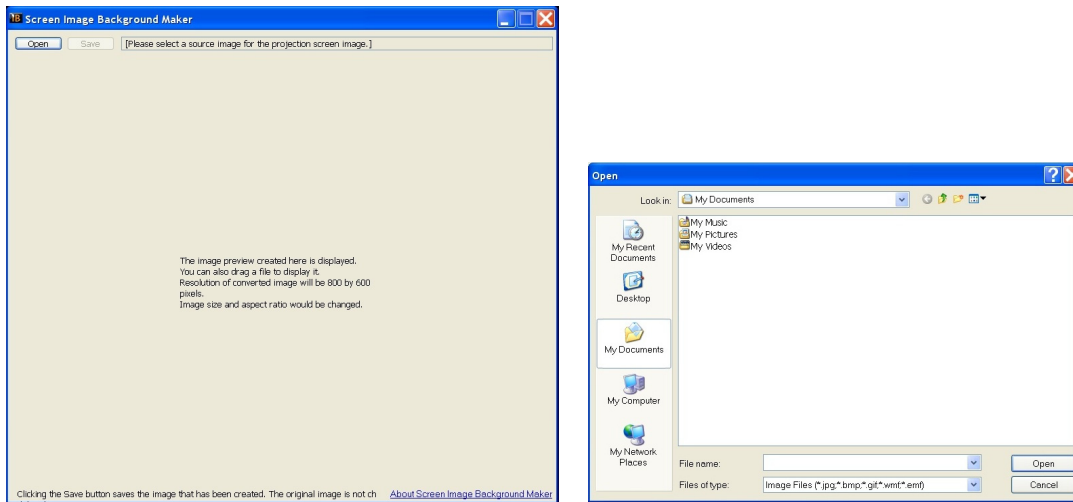 Screen Image Background Maker
Open
Save
[Please select a source image for the projection screen image.]
The image preview created here is displayed.
You can also drag a file to display it.
Resolution of converted image will be 800 by 600
pixels.
Image size and aspect ratio would be changed.
Clicking the Save button saves the image that has been created. The original image is not ch
About Screen Image Background Maker
Open
Look in:
My Documents
My Music
My Pictures
My Videos
My Recent
Documents
Desktop
My Documents
My Computer
My Network
Places
File name:
Open
Files of type:
Image Files (*.jpg;*.bmp;*.gif;*.wmf;*.emf)
Cancel